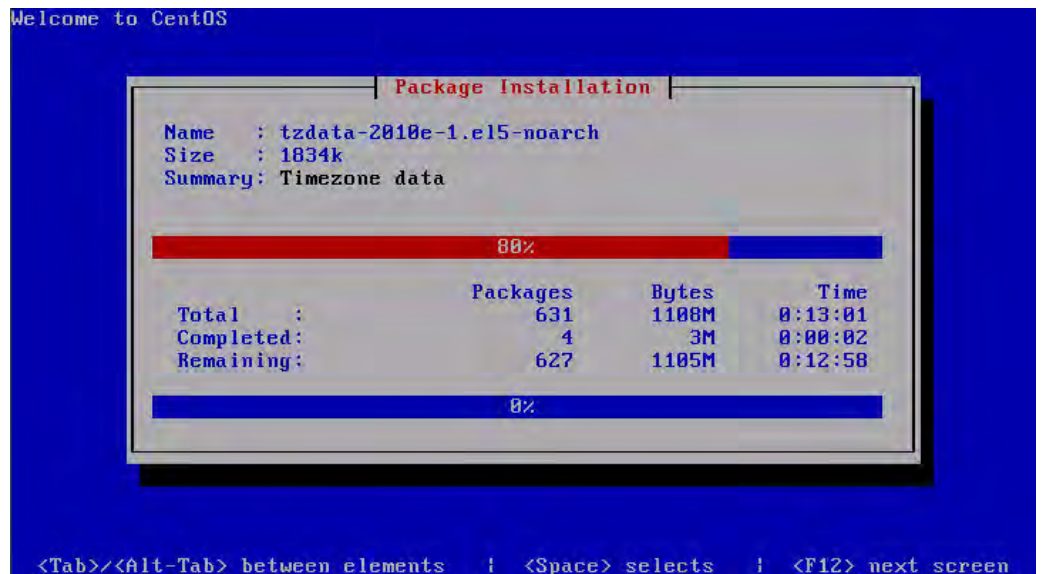 Welcome to CentOS
Package Installation
Name : tzdata-2010e-1.el5-noarch
Size : 1834k
Summary: Timezone data
80%
Packages Bytes Time
Total : 631 1108M 0:13:01
Completed: 4 3M 0:00:02
Remaining: 627 1105M 0:12:58
0%
<Tab>/<Alt-Tab> between elements | <Space> selects | <F12> next screen